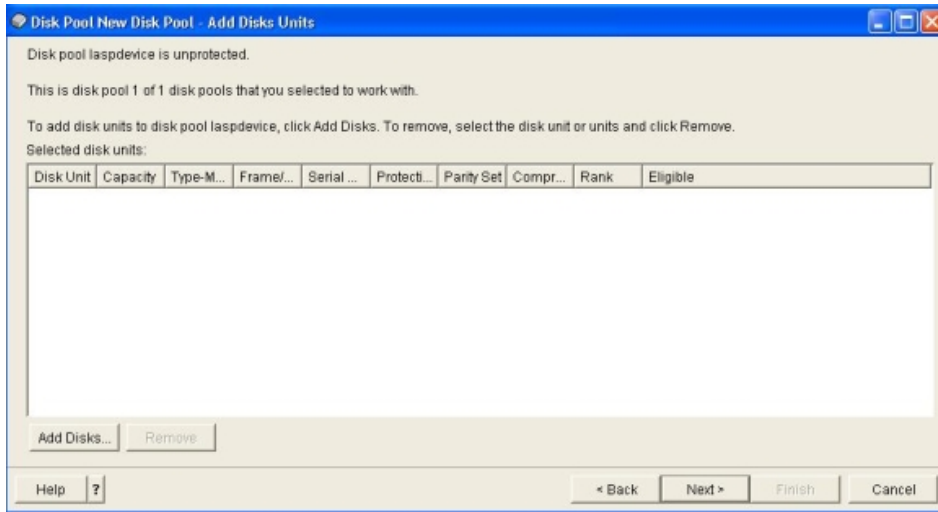 Disk Pool New Disk Pool - Add Disks Units
Disk pool Iaspdevice is unprotected.
This is disk pool 1 of 1 disk pools that you selected to work with.
To add disk units to disk pool Iaspdevice, click Add Disks. To remove, select the disk unit or units and click Remove.
Selected disk units:
Disk Unit Capacity Type-M... Frame/... Serial ... Protecti... Parity Set Compr... Rank Eligible
Add Disks... Remove
Help ? < Back Next > Finish Cancel